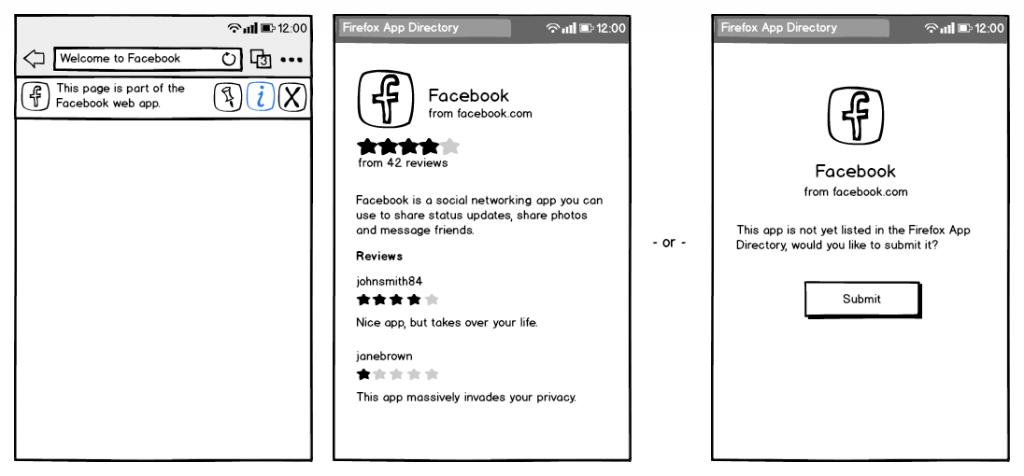 12:00
Welcome to Facebook
3
This page is part of the
Facebook web app.
i
X
Firefox App Directory
12:00
f
Facebook
from facebook.com
from 42 reviews
Facebook is a social networking app you can
use to share status updates, share photos
and message friends.
Reviews
johnsmith84
Nice app, but takes over your life.
janebrown
This app massively invades your privacy.
- or -
Firefox App Directory
12:00
f
Facebook
from facebook.com
This app is not yet listed in the Firefox App
Directory, would you like to submit it?
Submit